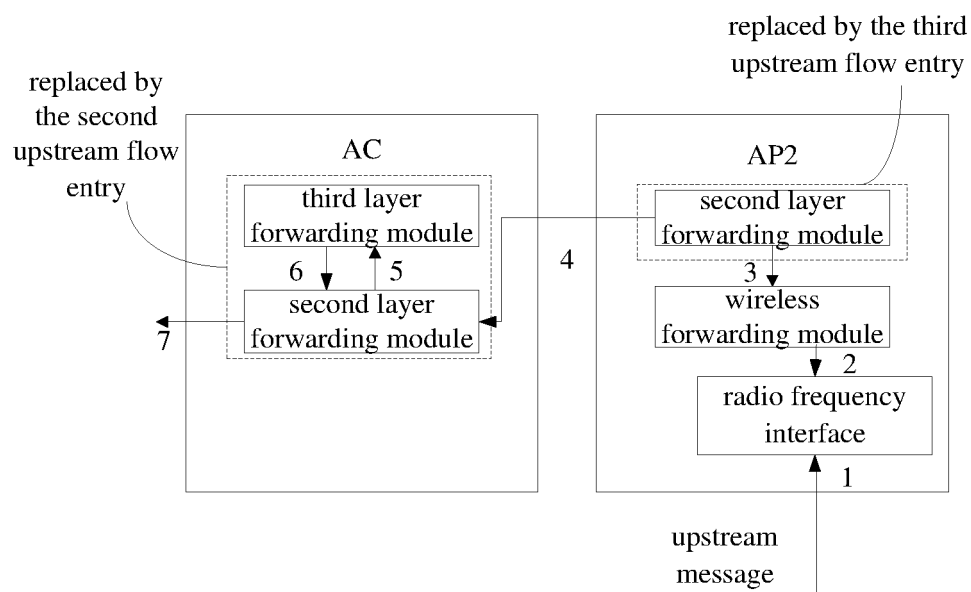 replaced by the third
upstream flow entry
replaced by
the second
upstream flow
entry
AC
third layer
forwarding module
6
5
second layer
forwarding module
7
4
AP2
second layer
forwarding module
3
wireless
forwarding module
2
radio frequency
interface
1
upstream
message